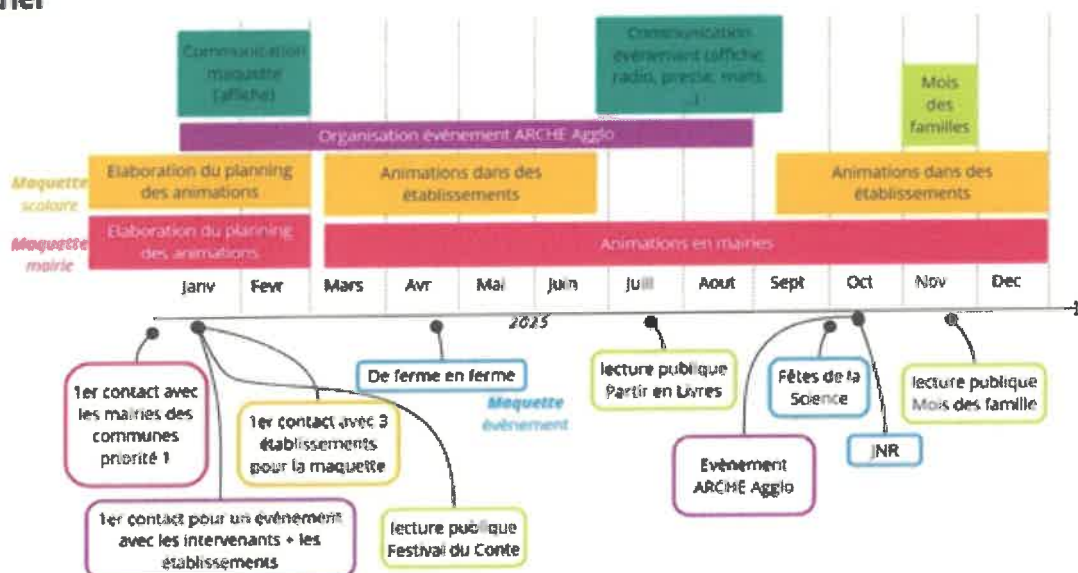 Communication
maquette
(affiche)
Communication
évènement (affiche,
radio, presse, mails,
...)
Mois
des
familles
Organisation évènement ARCHE Agglo
Maquette
scolaire
Elaboration du planning
des animations
Animations dans des
établissements
Animations dans des
établissements
Maquette
mairie
Elaboration du planning
des animations
Animations en mairies
Janv Fevr Mars Avr Mai Juin Juill Aout Sept Oct Nov Dec
2025
1er contact avec
les mairies des
communes
priorité 1
1er contact avec 3
établissements
pour la maquette
De ferme en ferme
Maquette
évènement
lecture publique
Partir en Livres
Fêtes de la
Science
lecture publique
Mois des famille
JNR
Evènement
ARCHE Agglo
1er contact pour un évènement
avec les intervenants + les
établissements
lecture publique
Festival du Conte